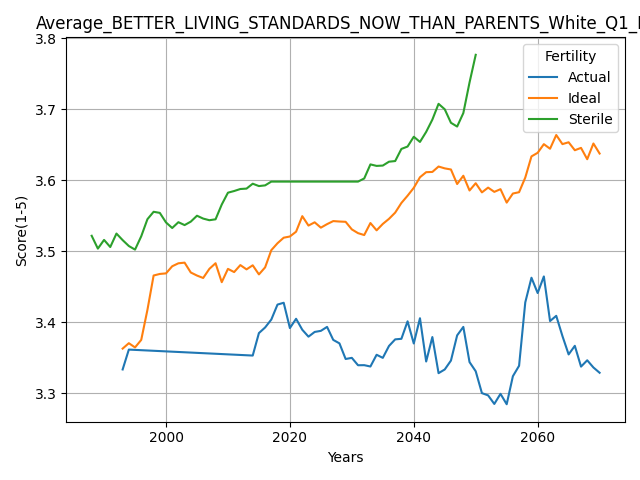 Average_BETTER_LIVING_STANDARDS_NOW_THAN_PARENTS_White_Q1_
3.8
3.7
3.6
3.5
3.4
3.3
Score(1-5)
Fertility
Actual
Ideal
Sterile
2000
2020
2040
2060
Years